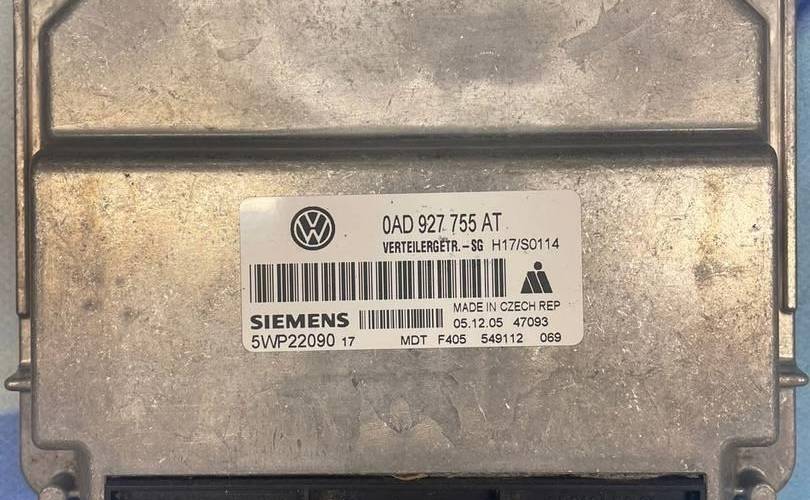 0AD 927 755 AT
VERTEILERGETR.-SG H17/S0114
MADE IN CZECH REP
SIEMENS 05.12.05 47093
5WP22090 17 MDT F405 549112 069